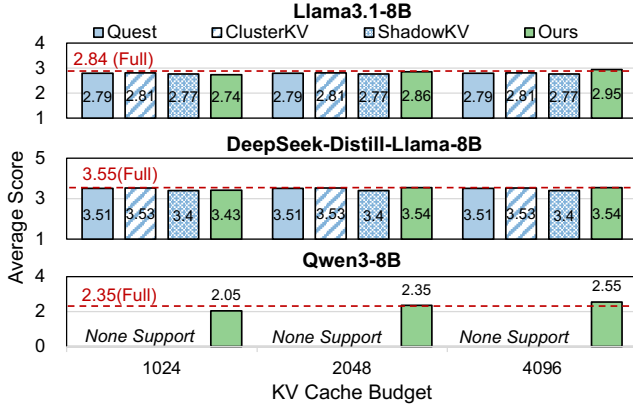 Llama3.1-8B
Quest ClusterKV ShadowKV Ours
4
3
2
1
2.84 (Full)
2.79 2.81 2.77 2.74 2.79 2.81 2.77 2.86 2.79 2.81 2.77 2.95
DeepSeek-Distill-Llama-8B
5
3
1
3.55(Full)
3.51 3.53 3.4 3.43 3.51 3.53 3.4 3.54 3.51 3.53 3.4 3.54
Average Score
Qwen3-8B
4
2
0
2.35(Full)
2.05 2.35 2.55
None Support None Support None Support
1024 2048 4096
KV Cache Budget